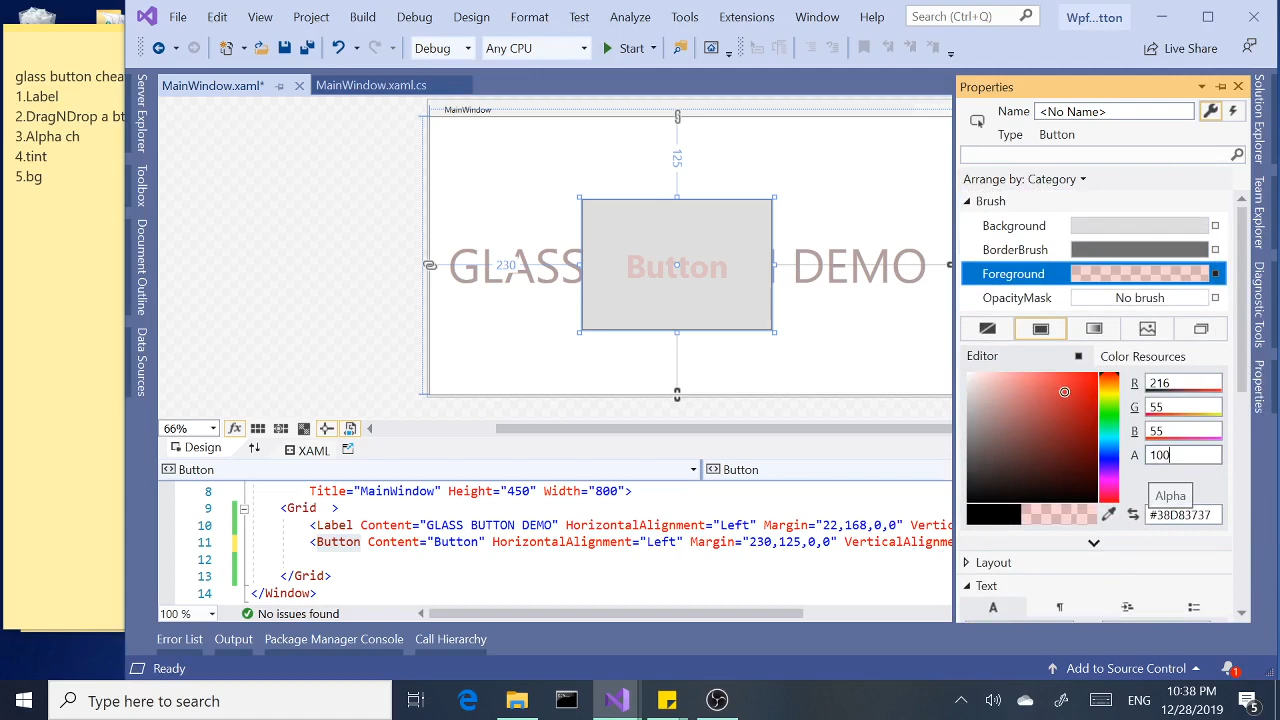 File Edit View Project Build Debug Design Format Test Analyze Tools Extensions Window Help Search (Ctrl+Q) Wpf...tton
Debug Any CPU Start Live Share
glass button chea
1.Label
2.DragNDrop a bt
3.Alpha ch
4.tint
5.bg
Server Explorer
Toolbox
Document Outline
Data Sources
MainWindow.xaml* MainWindow.xaml.cs
MainWindow
125
230
GLASS DEMO
Button
66%
Design XAML
Button Button
8 Title="MainWindow" Height="450" Width="800">
9 <Grid >
10 <Label Content="GLASS BUTTON DEMO" HorizontalAlignment="Left" Margin="22,168,0,0" Vertic
11 <Button Content="Button" HorizontalAlignment="Left" Margin="230,125,0,0" VerticalAlignme
12
13 </Grid>
14 </Window>
100 % No issues found
Error List Output Package Manager Console Call Hierarchy
Ready Add to Source Control 1
Properties
Name <No Name>
Type Button
Arrange by: Category
Brush
Background
BorderBrush
Foreground
OpacityMask No brush
Editor Color Resources
R 216
G 55
B 55
A 100
Alpha
#38D83737
Layout
Text
A
Solution Explorer
Team Explorer
Diagnostic Tools
Properties
Type here to search
ENG
10:38 PM
12/28/2019
5